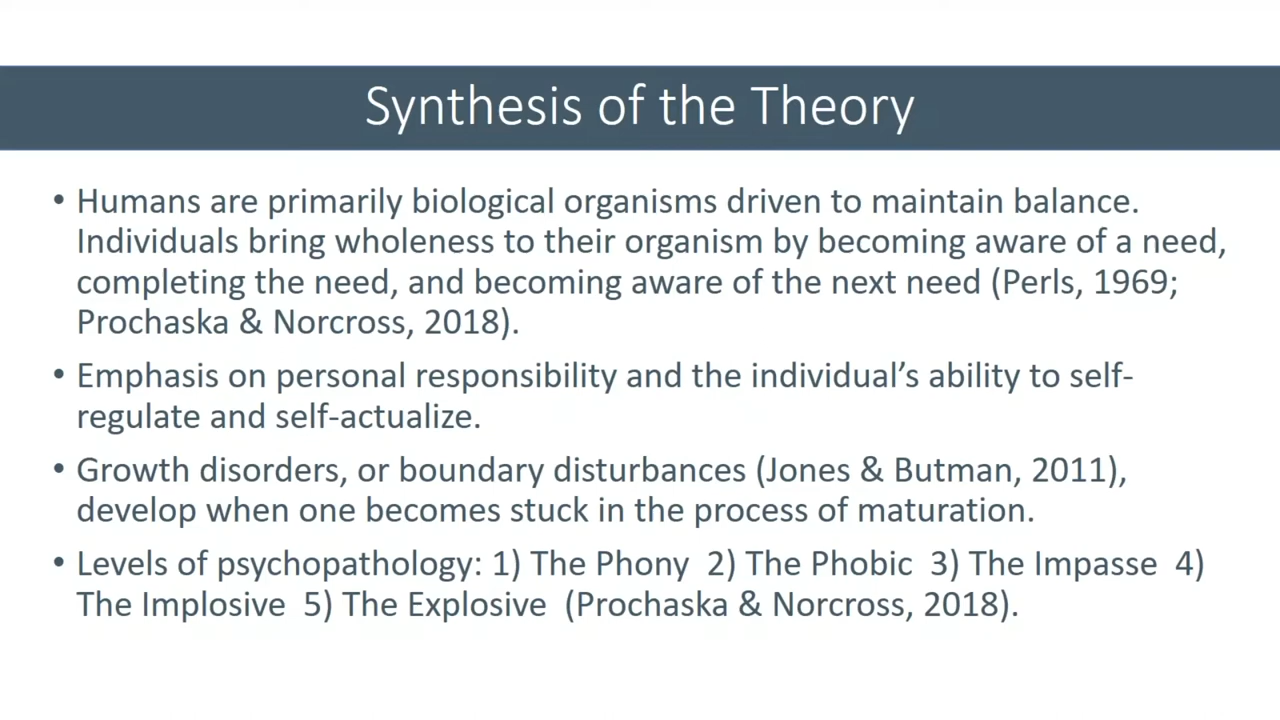 Synthesis of the Theory
• Humans are primarily biological organisms driven to maintain balance.
Individuals bring wholeness to their organism by becoming aware of a need,
completing the need, and becoming aware of the next need (Perls, 1969;
Prochaska & Norcross, 2018).
• Emphasis on personal responsibility and the individual’s ability to self-
regulate and self-actualize.
• Growth disorders, or boundary disturbances (Jones & Butman, 2011),
develop when one becomes stuck in the process of maturation.
• Levels of psychopathology: 1) The Phony  2) The Phobic  3) The Impasse  4)
The Implosive  5) The Explosive  (Prochaska & Norcross, 2018).